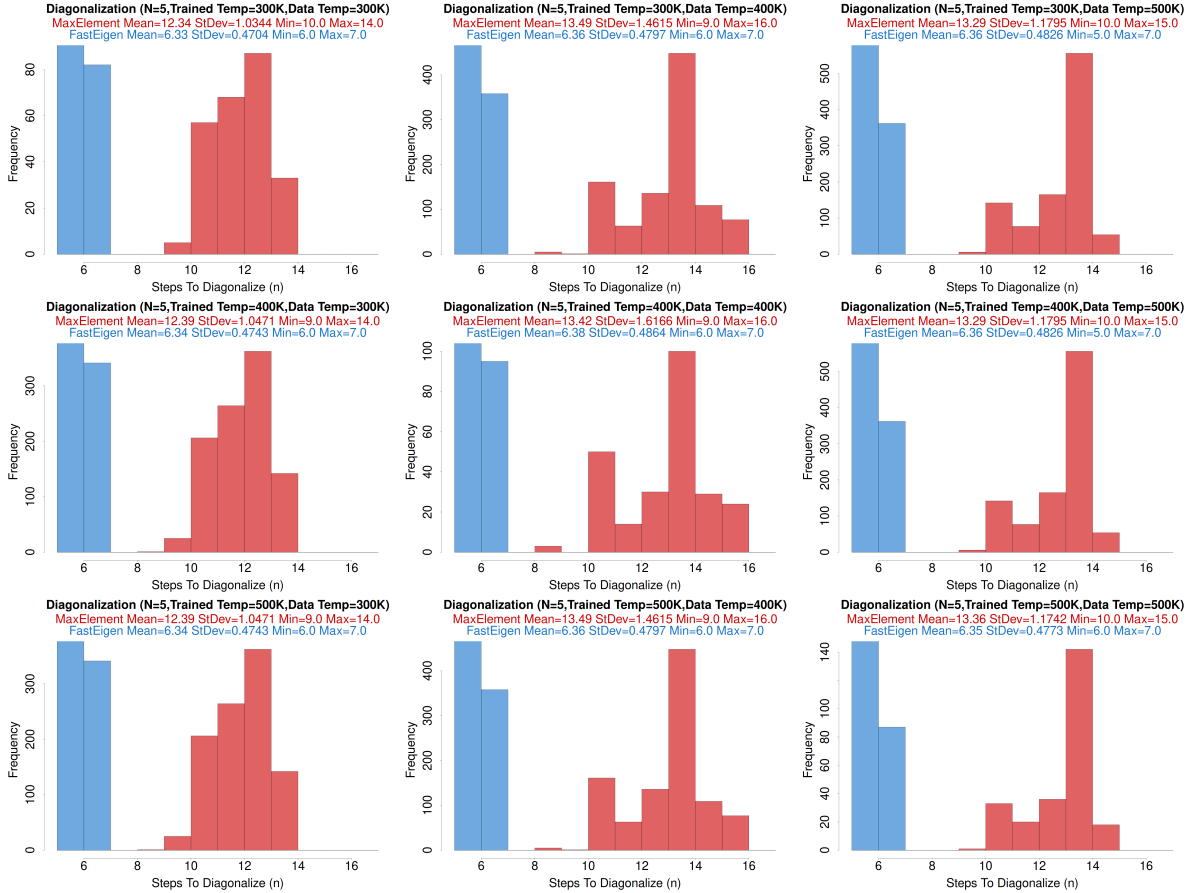 Diagonalization (N=5,Trained Temp=300K,Data Temp=300K)
MaxElement Mean=12.34 StDev=1.0344 Min=10.0 Max=14.0
FastEigen Mean=6.33 StDev=0.4704 Min=6.0 Max=7.0
Frequency
0 20 40 60 80
6 8 10 12 14 16
Steps To Diagonalize (n)
Diagonalization (N=5,Trained Temp=300K,Data Temp=400K)
MaxElement Mean=13.49 StDev=1.4615 Min=9.0 Max=16.0
FastEigen Mean=6.36 StDev=0.4797 Min=6.0 Max=7.0
Frequency
0 100 200 300 400
6 8 10 12 14 16
Steps To Diagonalize (n)
Diagonalization (N=5,Trained Temp=300K,Data Temp=500K)
MaxElement Mean=13.29 StDev=1.1795 Min=10.0 Max=15.0
FastEigen Mean=6.36 StDev=0.4826 Min=5.0 Max=7.0
Frequency
0 100 200 300 400 500
6 8 10 12 14 16
Steps To Diagonalize (n)
Diagonalization (N=5,Trained Temp=400K,Data Temp=300K)
MaxElement Mean=12.39 StDev=1.0471 Min=9.0 Max=14.0
FastEigen Mean=6.34 StDev=0.4743 Min=6.0 Max=7.0
Frequency
0 100 200 300
6 8 10 12 14 16
Steps To Diagonalize (n)
Diagonalization (N=5,Trained Temp=400K,Data Temp=400K)
MaxElement Mean=13.42 StDev=1.6166 Min=9.0 Max=16.0
FastEigen Mean=6.38 StDev=0.4864 Min=6.0 Max=7.0
Frequency
0 20 40 60 80 100
6 8 10 12 14 16
Steps To Diagonalize (n)
Diagonalization (N=5,Trained Temp=400K,Data Temp=500K)
MaxElement Mean=13.29 StDev=1.1795 Min=10.0 Max=15.0
FastEigen Mean=6.36 StDev=0.4826 Min=5.0 Max=7.0
Frequency
0 100 200 300 400 500
6 8 10 12 14 16
Steps To Diagonalize (n)
Diagonalization (N=5,Trained Temp=500K,Data Temp=300K)
MaxElement Mean=12.39 StDev=1.0471 Min=9.0 Max=14.0
FastEigen Mean=6.34 StDev=0.4743 Min=6.0 Max=7.0
Frequency
0 100 200 300
6 8 10 12 14 16
Steps To Diagonalize (n)
Diagonalization (N=5,Trained Temp=500K,Data Temp=400K)
MaxElement Mean=13.49 StDev=1.4615 Min=9.0 Max=16.0
FastEigen Mean=6.36 StDev=0.4797 Min=6.0 Max=7.0
Frequency
0 100 200 300 400
6 8 10 12 14 16
Steps To Diagonalize (n)
Diagonalization (N=5,Trained Temp=500K,Data Temp=500K)
MaxElement Mean=13.36 StDev=1.1742 Min=10.0 Max=15.0
FastEigen Mean=6.35 StDev=0.4773 Min=6.0 Max=7.0
Frequency
0 20 40 60 80 100 140
6 8 10 12 14 16
Steps To Diagonalize (n)